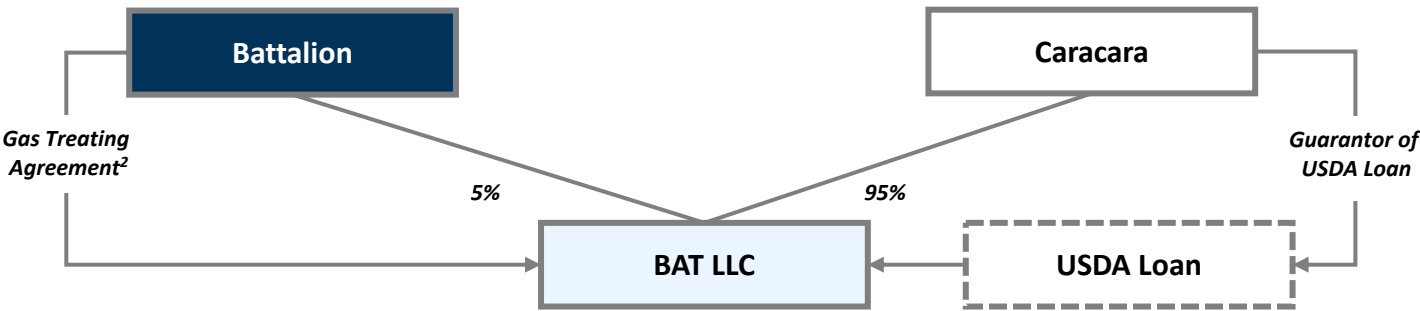 Battalion
Caracara
Gas Treating
Agreement2
Guarantor of
USDA Loan
5%
95%
BAT LLC
USDA Loan